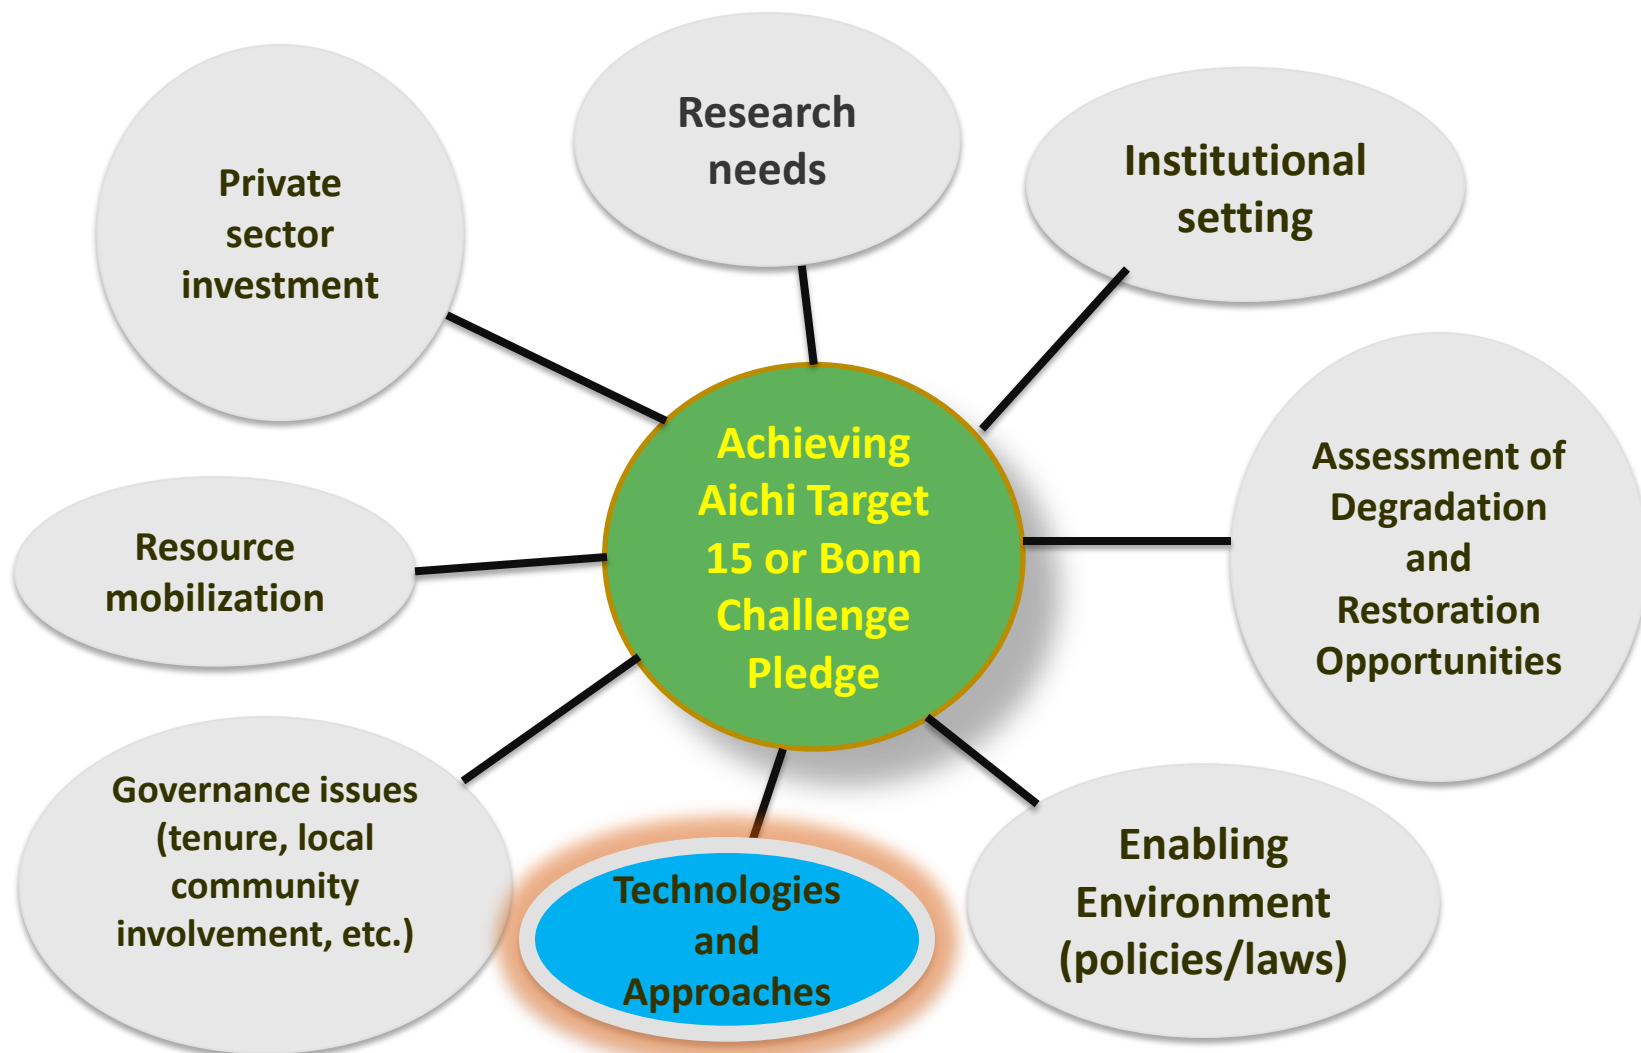 Research
needs
Institutional
setting
Private
sector
investment
Achieving
Aichi Target
15 or Bonn
Challenge
Pledge
Assessment of
Degradation
and
Restoration
Opportunities
Resource
mobilization
Governance issues
(tenure, local
community
involvement, etc.)
Technologies
and
Approaches
Enabling
Environment
(policies/laws)